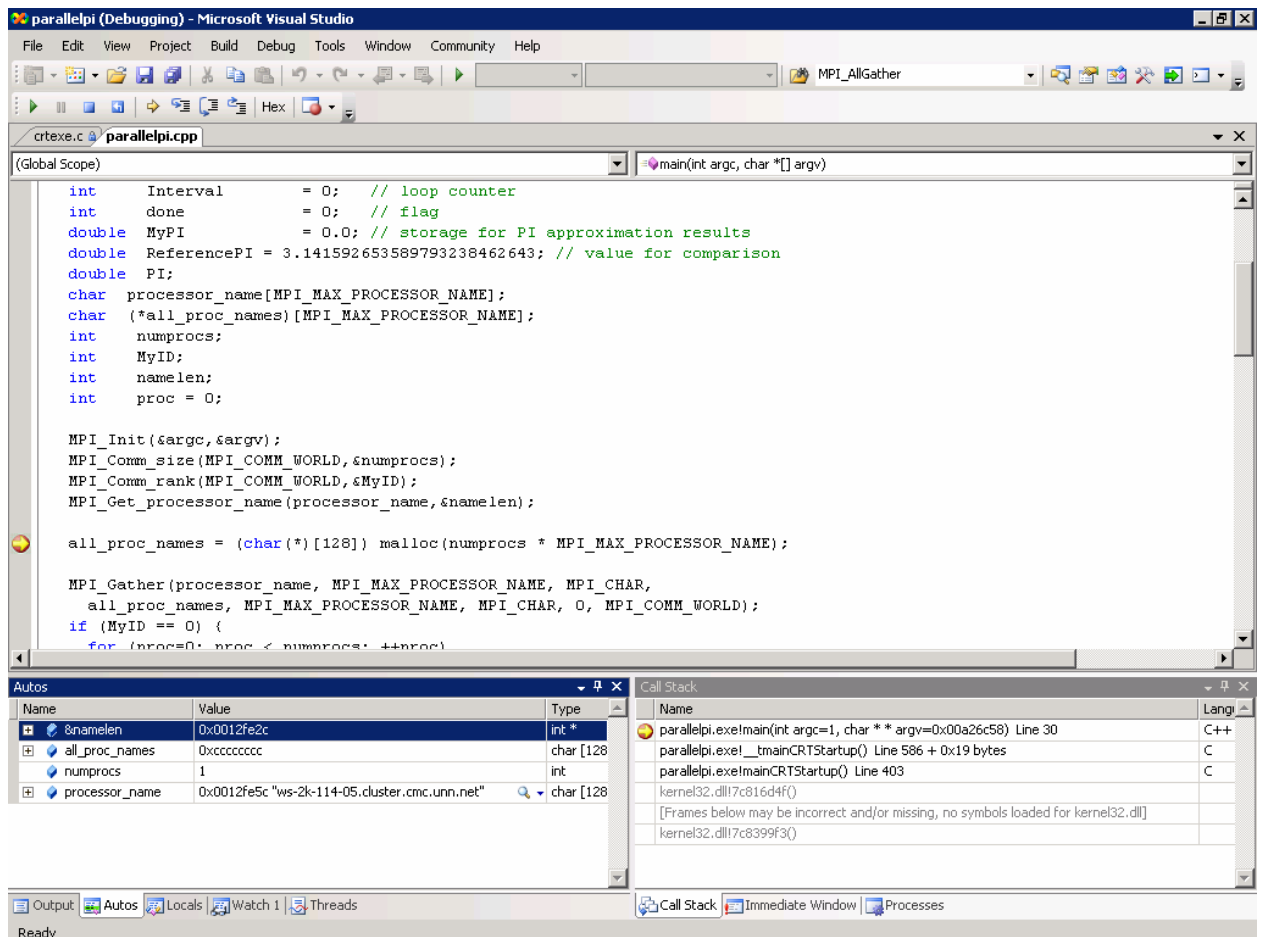 parallelpi (Debugging) - Microsoft Visual Studio
File Edit View Project Build Debug Tools Window Community Help
MPI_AllGather
Hex
crtexe.c parallelpi.cpp
(Global Scope) main(int argc, char *[] argv)
int Interval = 0; // loop counter
int done = 0; // flag
double MyPI = 0.0; // storage for PI approximation results
double ReferencePI = 3.141592653589793238462643; // value for comparison
double PI;
char processor_name[MPI_MAX_PROCESSOR_NAME];
char (*all_proc_names)[MPI_MAX_PROCESSOR_NAME];
int numprocs;
int MyID;
int namelen;
int proc = 0;
MPI_Init(&argc,&argv);
MPI_Comm_size(MPI_COMM_WORLD,&numprocs);
MPI_Comm_rank(MPI_COMM_WORLD,&MyID);
MPI_Get_processor_name(processor_name,&namelen);
all_proc_names = (char(*)[128]) malloc(numprocs * MPI_MAX_PROCESSOR_NAME);
MPI_Gather(processor_name, MPI_MAX_PROCESSOR_NAME, MPI_CHAR,
all_proc_names, MPI_MAX_PROCESSOR_NAME, MPI_CHAR, 0, MPI_COMM_WORLD);
if (MyID == 0) {
for (proc=0; proc < numprocs; ++proc)
Autos
Name Value Type
&namelen 0x0012fe2c int *
all_proc_names 0xcccccccc char [128
numprocs 1 int
processor_name 0x0012fe5c "ws-2k-114-05.cluster.cmc.unn.net" char [128
Call Stack
Name Langu
parallelpi.exe!main(int argc=1, char * * argv=0x00a26c58) Line 30 C++
parallelpi.exe!__tmainCRTStartup() Line 586 + 0x19 bytes C
parallelpi.exe!mainCRTStartup() Line 403 C
kernel32.dll!7c816d4f()
[Frames below may be incorrect and/or missing, no symbols loaded for kernel32.dll]
kernel32.dll!7c8399f3()
Output Autos Locals Watch 1 Threads
Call Stack Immediate Window Processes
Ready